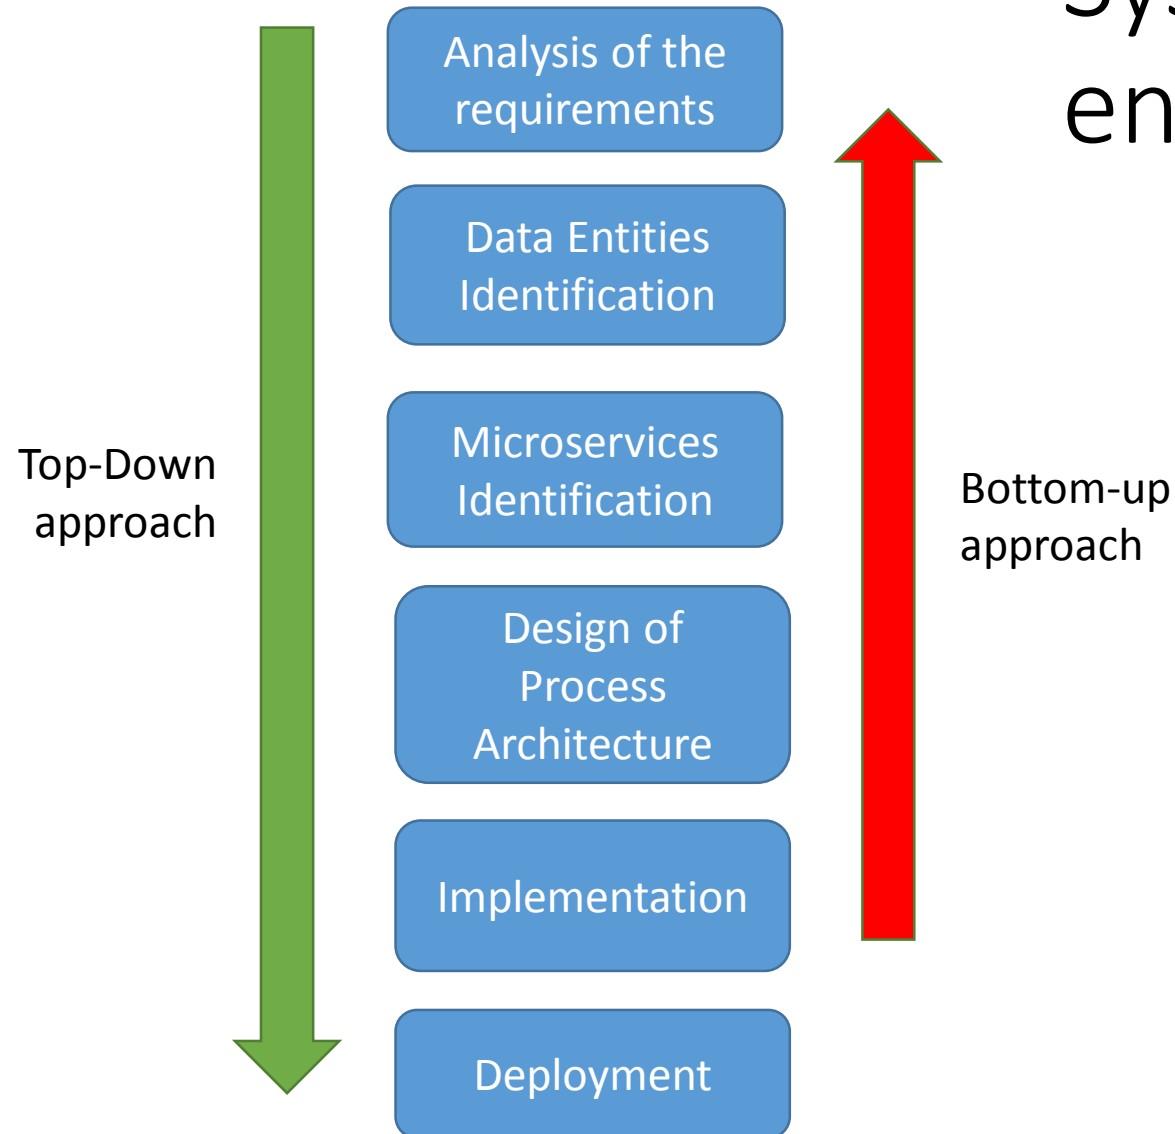 Analysis of the
requirements
Data Entities
Identification
Microservices
Identification
Top-Down
approach
Bottom-up
approach
Design of
Process
Architecture
Implementation
Deployment